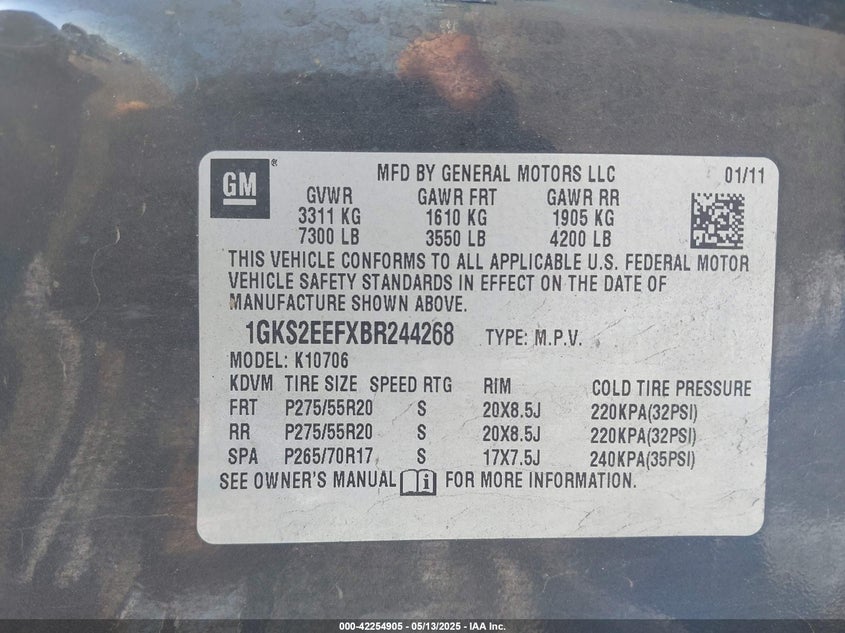 GM ® MFD BY GENERAL MOTORS LLC 01/11
GVWR GAWR FRT GAWR RR
3311 KG 1610 KG 1905 KG
7300 LB 3550 LB 4200 LB
THIS VEHICLE CONFORMS TO ALL APPLICABLE U.S. FEDERAL MOTOR
VEHICLE SAFETY STANDARDS IN EFFECT ON THE DATE OF
MANUFACTURE SHOWN ABOVE.
1GKS2EEFXBR244268 TYPE: M.P.V.
MODEL: K10706
KDVM TIRE SIZE SPEED RTG RIM COLD TIRE PRESSURE
FRT P275/55R20 S 20X8.5J 220KPA(32PSI)
RR P275/55R20 S 20X8.5J 220KPA(32PSI)
SPA P265/70R17 S 17X7.5J 240KPA(35PSI)
SEE OWNER'S MANUAL i FOR MORE INFORMATION.
000-42254905 - 05/13/2025 - IAA Inc.